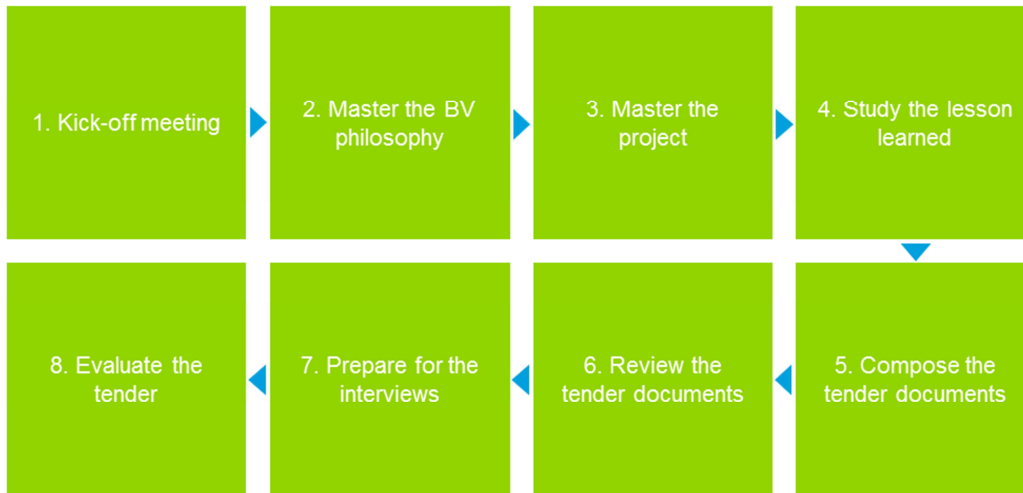 1. Kick-off meeting
2. Master the BV
philosophy
3. Master the
project
4. Study the lesson
learned
5. Compose the
tender documents
6. Review the
tender documents
7. Prepare for the
interviews
8. Evaluate the
tender